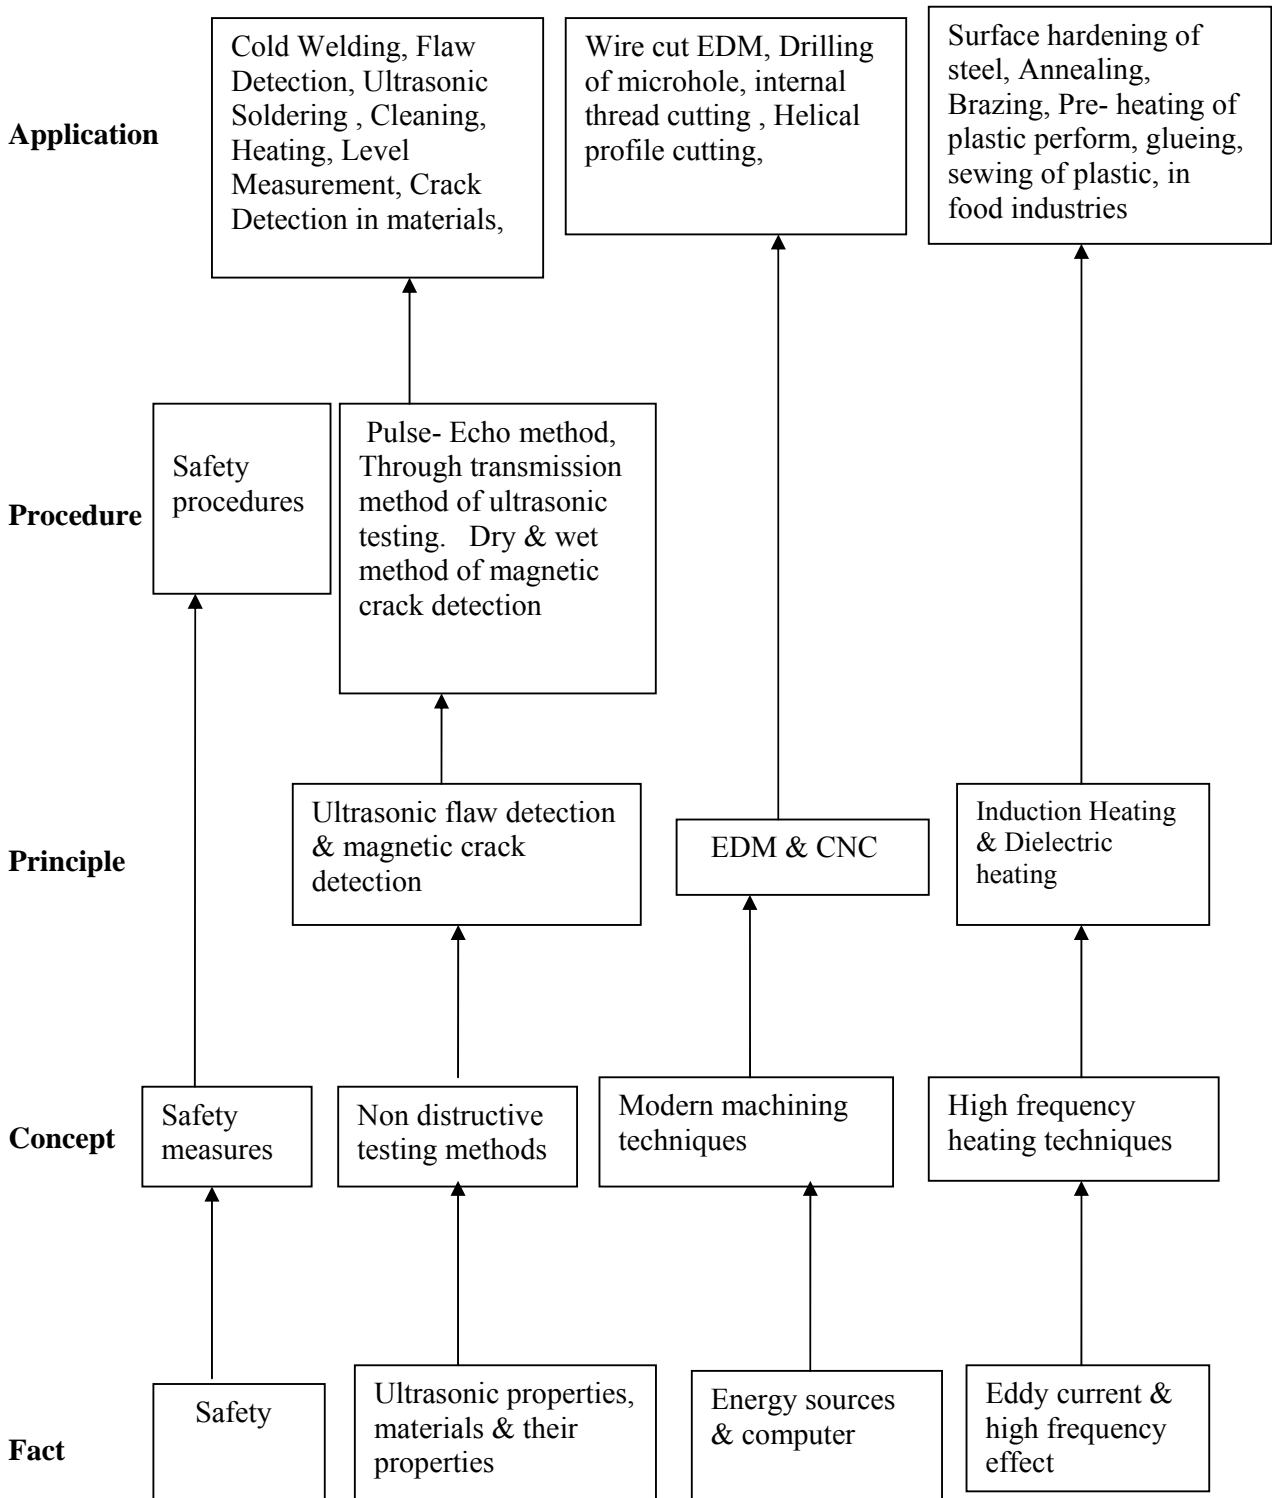 Application
Cold Welding, Flaw
Detection, Ultrasonic
Soldering , Cleaning,
Heating, Level
Measurement, Crack
Detection in materials,
Wire cut EDM, Drilling
of microhole, internal
thread cutting , Helical
profile cutting,
Surface hardening of
steel, Annealing,
Brazing, Pre- heating of
plastic perform, glueing,
sewing of plastic, in
food industries
Procedure
Safety
procedures
Pulse- Echo method,
Through transmission
method of ultrasonic
testing. Dry & wet
method of magnetic
crack detection
Principle
Ultrasonic flaw detection
& magnetic crack
detection
EDM & CNC
Induction Heating
& Dielectric
heating
Concept
Safety
measures
Non distructive
testing methods
Modern machining
techniques
High frequency
heating techniques
Fact
Safety
Ultrasonic properties,
materials & their
properties
Energy sources
& computer
Eddy current &
high frequency
effect